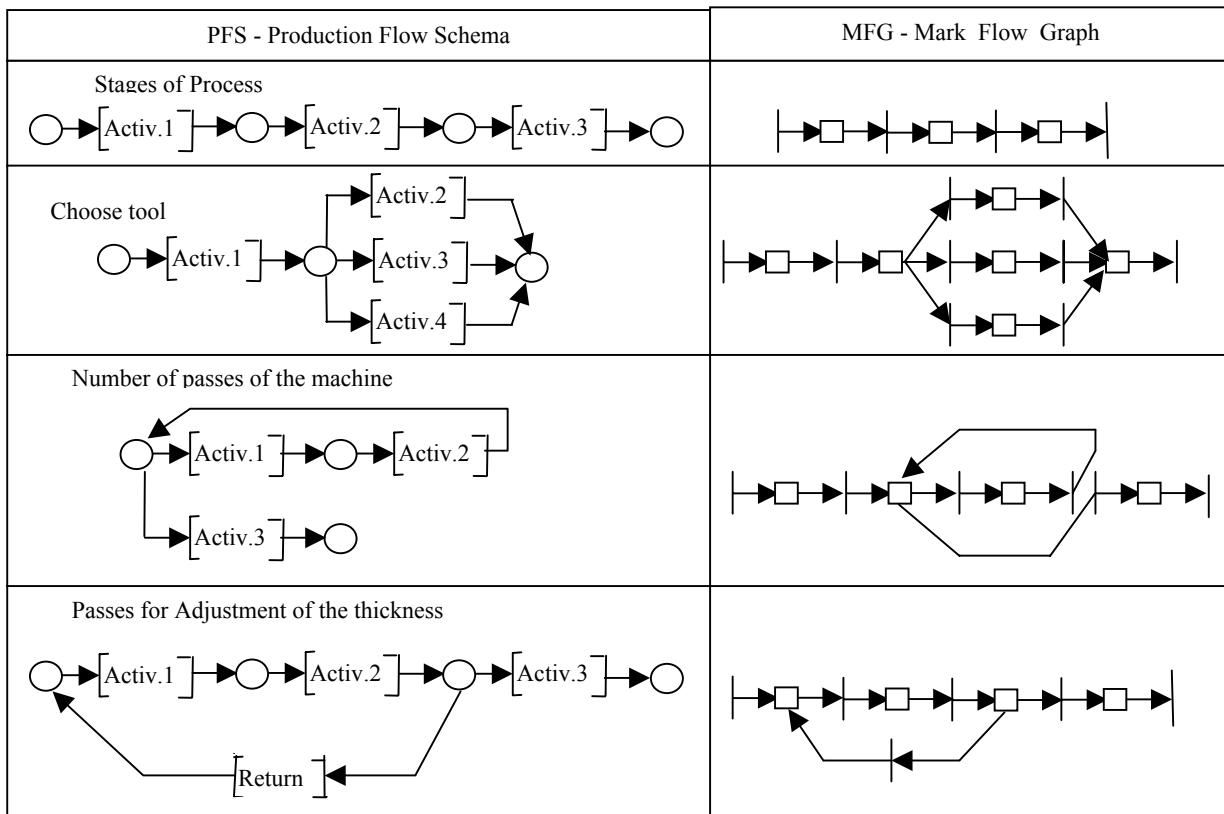 PFS - Production Flow Schema
MFG - Mark Flow Graph
Stages of Process
Activ.1 Activ.2 Activ.3
Choose tool
Activ.2
Activ.1 Activ.3
Activ.4
Number of passes of the machine
Activ.1 Activ.2
Activ.3
Passes for Adjustment of the thickness
Activ.1 Activ.2 Activ.3
Return